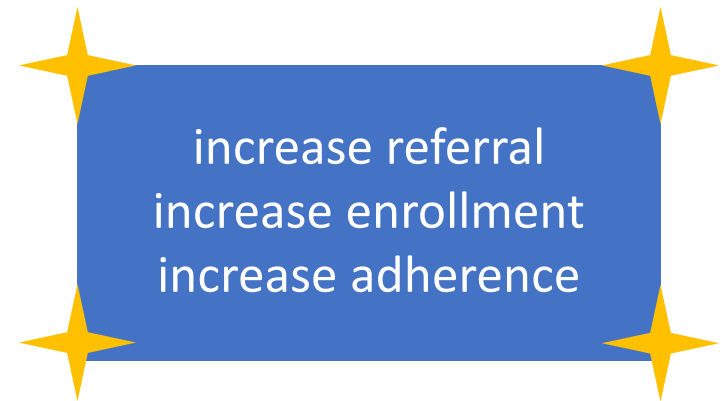 increase referral
increase enrollment
increase adherence